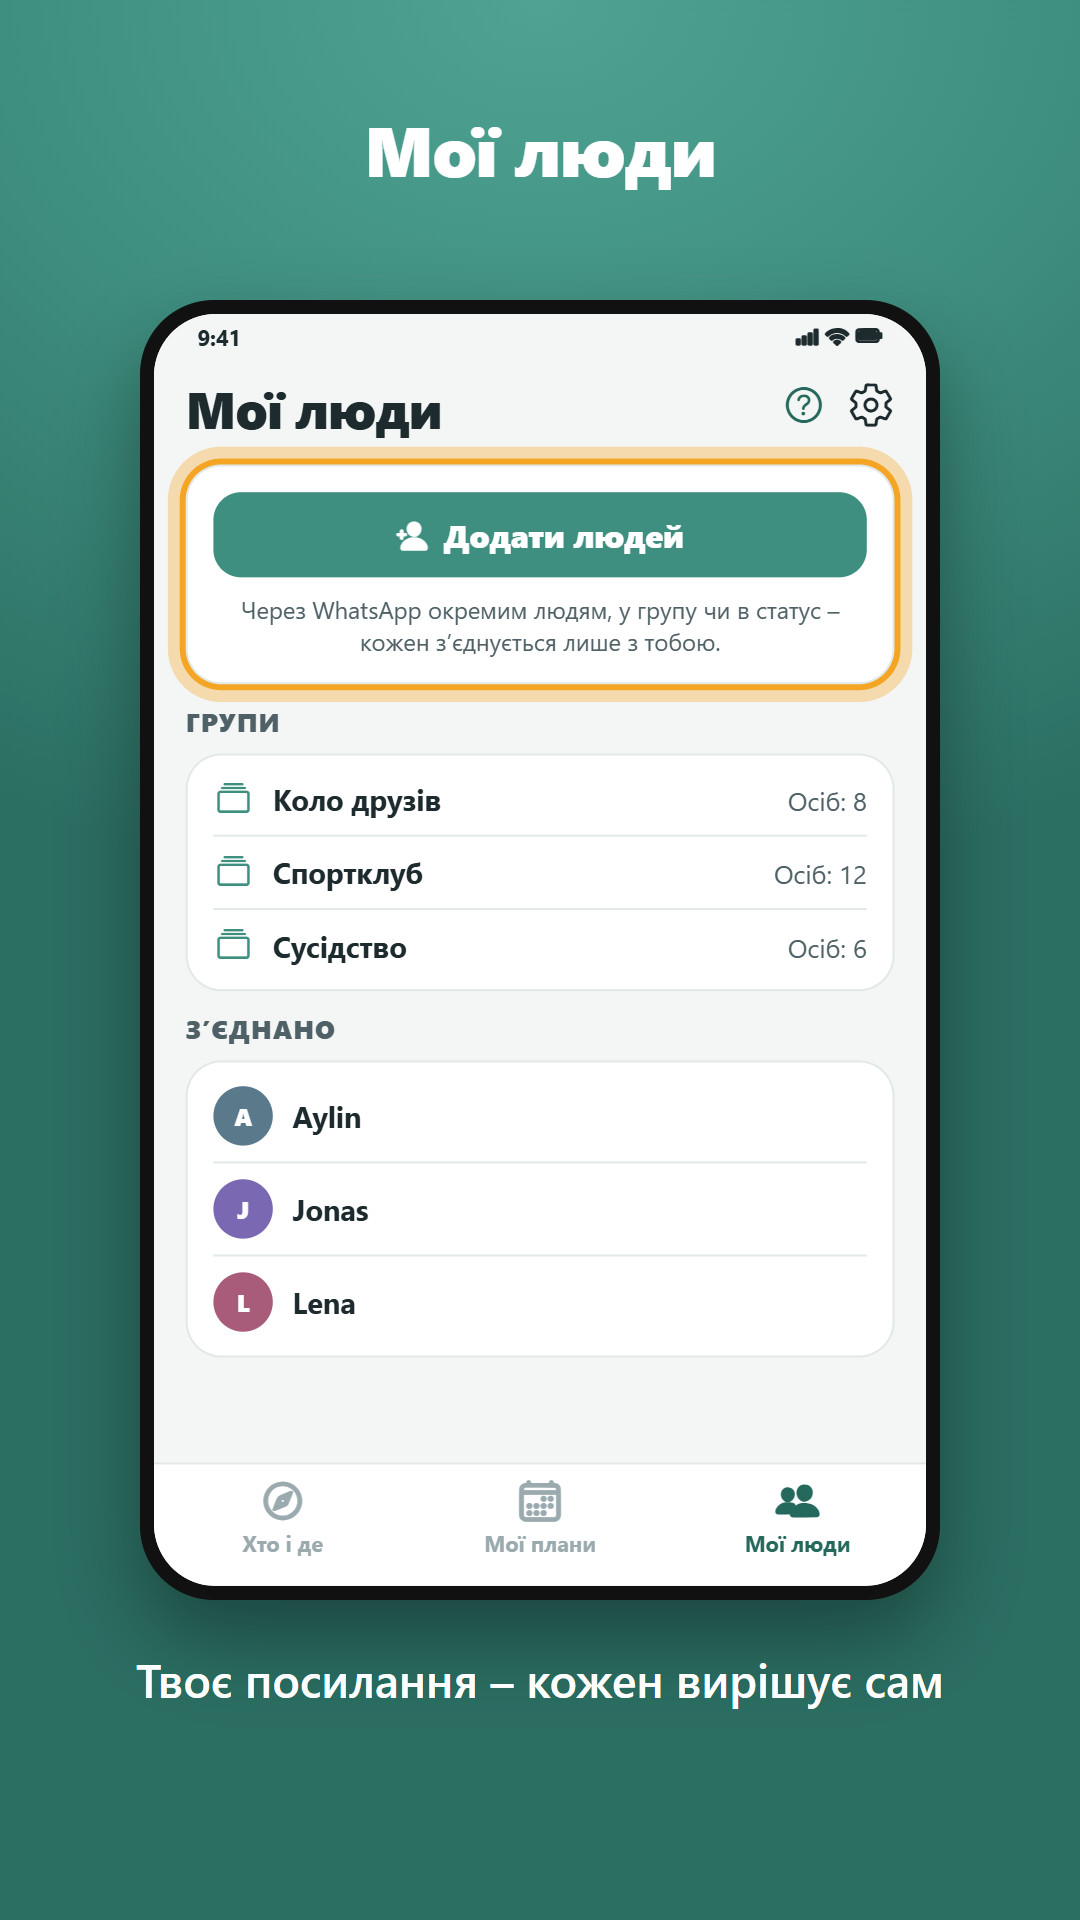 Мої люди
9:41
Мої люди
Додати людей
Через WhatsApp окремим людям, у групу чи в статус –
кожен з’єднується лише з тобою.
ГРУПИ
Коло друзів Осіб: 8
Спортклуб Осіб: 12
Сусідство Осіб: 6
З’ЄДНАНО
A Aylin
J Jonas
L Lena
Хто і де Мої плани Мої люди
Твоє посилання – кожен вирішує сам